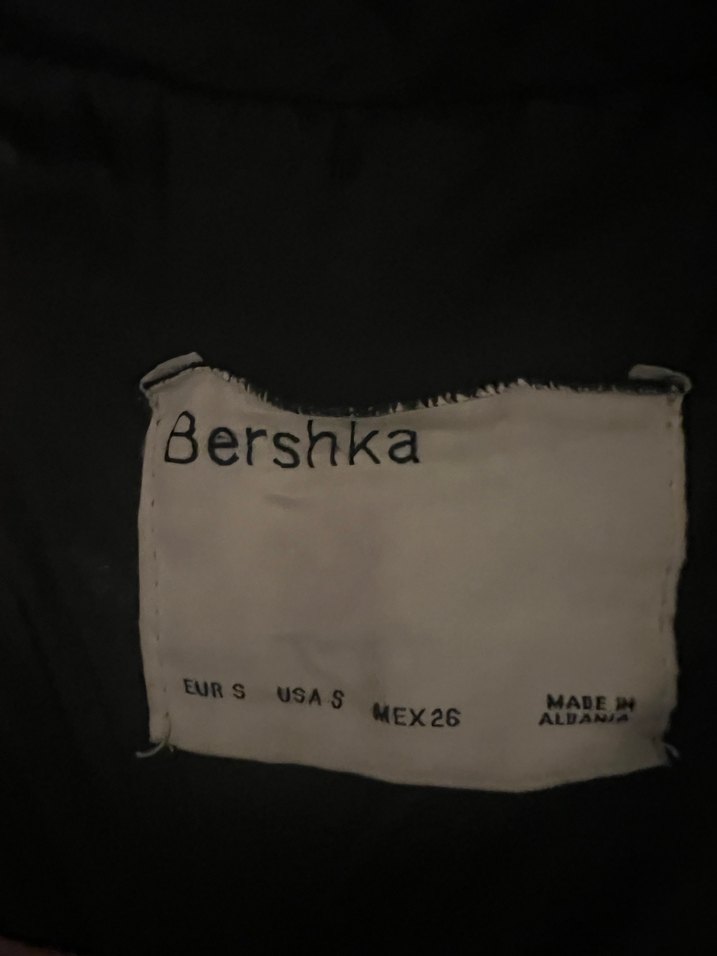 Bershka
EUR S USA S MEX 26
MADE IN
ALBANIA